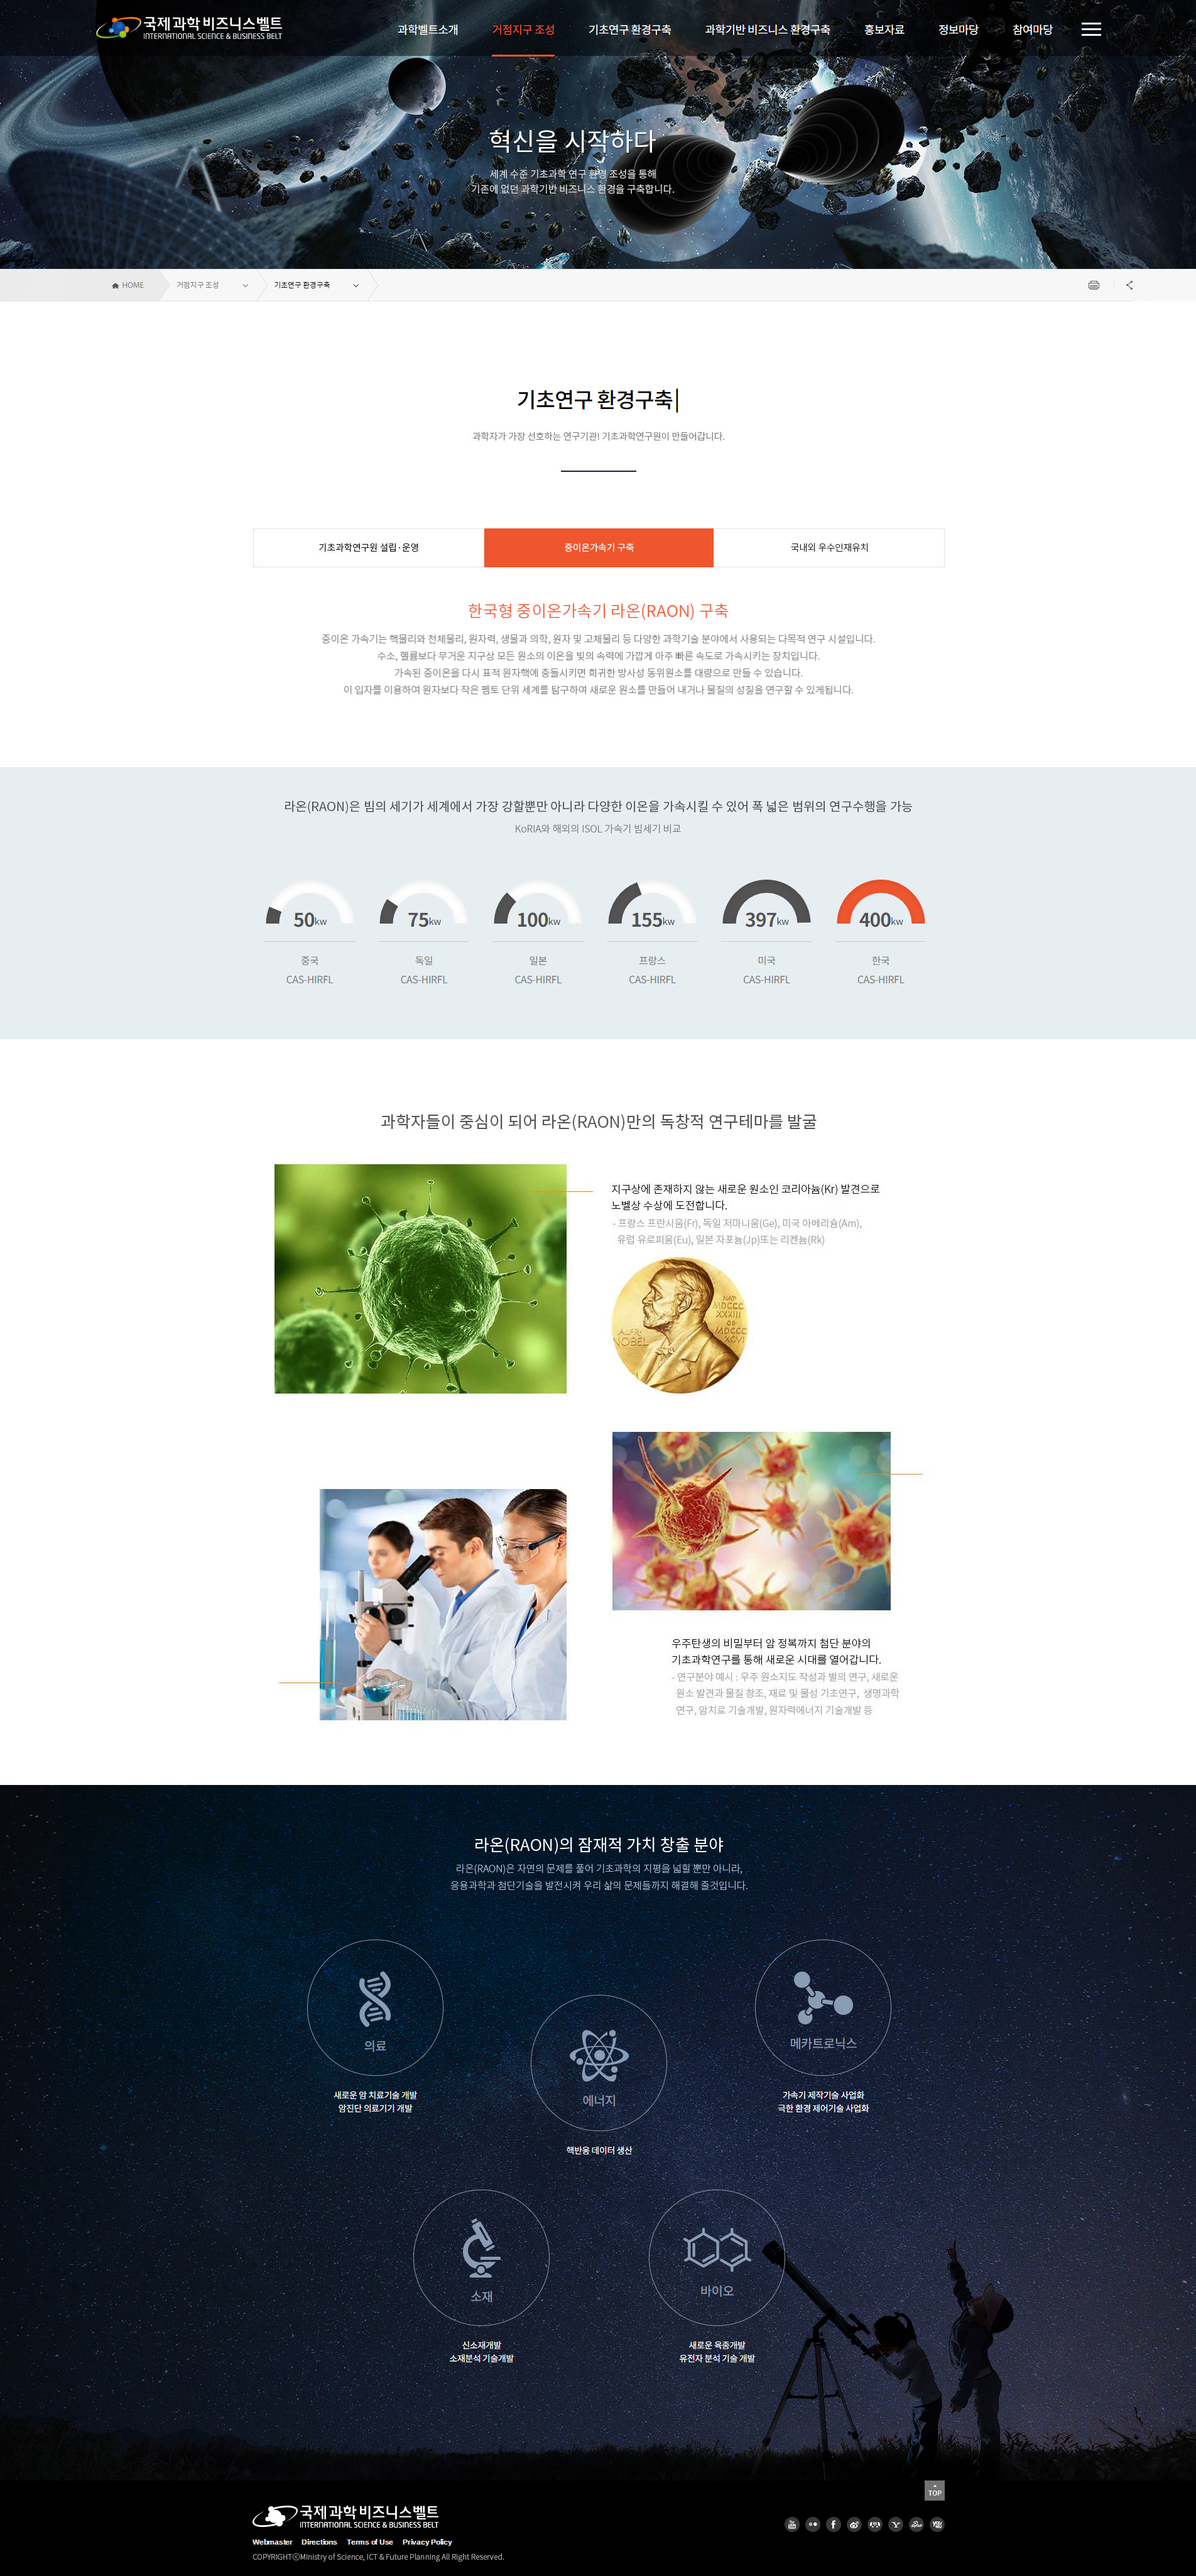 국제과학비즈니스벨트
INTERNATIONAL SCIENCE & BUSINESS BELT
과학벨트소개
거점지구 조성
기초연구 환경구축
과학기반 비즈니스 환경구축
홍보자료
정보마당
참여마당
혁신을 시작하다
세계 수준 기초과학 연구 환경 조성을 통해
기존에 없던 과학기반 비즈니스 환경을 구축합니다.
HOME
거점지구 조성
기초연구 환경구축
기초연구 환경구축
과학자가 가장 선호하는 연구기관! 기초과학연구원이 만들어갑니다.
기초과학연구원 설립·운영
중이온가속기 구축
국내외 우수인재유치
한국형 중이온가속기 라온(RAON) 구축
중이온 가속기는 핵물리와 천체물리, 원자력, 생물과 의학, 원자 및 고체물리 등 다양한 과학기술 분야에서 사용되는 다목적 연구 시설입니다.
수소, 헬륨보다 무거운 지구상 모든 원소의 이온을 빛의 속력에 가깝게 아주 빠른 속도로 가속시키는 장치입니다.
가속된 중이온을 다시 표적 원자핵에 충돌시키면 희귀한 방사성 동위원소를 대량으로 만들 수 있습니다.
이 입자를 이용하여 원자보다 작은 펨토 단위 세계를 탐구하여 새로운 원소를 만들어 내거나 물질의 성질을 연구할 수 있게됩니다.
라온(RAON)은 빔의 세기가 세계에서 가장 강할뿐만 아니라 다양한 이온을 가속시킬 수 있어 폭 넓은 범위의 연구수행을 가능
KoRIA와 해외의 ISOL 가속기 빔세기 비교
50kw
75kw
100kw
155kw
397kw
400kw
중국
독일
일본
프랑스
미국
한국
CAS-HIRFL
CAS-HIRFL
CAS-HIRFL
CAS-HIRFL
CAS-HIRFL
CAS-HIRFL
과학자들이 중심이 되어 라온(RAON)만의 독창적 연구테마를 발굴
지구상에 존재하지 않는 새로운 원소인 코리아늄(Kr) 발견으로
노벨상 수상에 도전합니다.
- 프랑스 프란시움(Fr), 독일 저마니움(Ge), 미국 아메리슘(Am),
유럽 유로피움(Eu), 일본 자포늄(Jp)또는 리켄늄(Rk)
ALFR.
NOBEL
NAT.
MDCCC
XXXIII
OB.
MDCCC
XCVI
우주탄생의 비밀부터 암 정복까지 첨단 분야의
기초과학연구를 통해 새로운 시대를 열어갑니다.
- 연구분야 예시 : 우주 원소지도 작성과 별의 연구, 새로운
원소 발견과 물질 창조, 재료 및 물성 기초연구, 생명과학
연구, 암치료 기술개발, 원자력에너지 기술개발 등
라온(RAON)의 잠재적 가치 창출 분야
라온(RAON)은 자연의 문제를 풀어 기초과학의 지평을 넓힐 뿐만 아니라,
응용과학과 첨단기술을 발전시켜 우리 삶의 문제들까지 해결해 줄것입니다.
의료
새로운 암 치료기술 개발
암진단 의료기기 개발
에너지
핵반응 데이터 생산
메카트로닉스
가속기 제작기술 사업화
극한 환경 제어기술 사업화
소재
신소재개발
소재분석 기술개발
바이오
새로운 육종개발
유전자 분석 기술 개발
TOP
국제과학비즈니스벨트
INTERNATIONAL SCIENCE & BUSINESS BELT
Webmaster
Directions
Terms of Use
Privacy Policy
COPYRIGHTⓒMinistry of Science, ICT & Future Planning All Right Reserved.